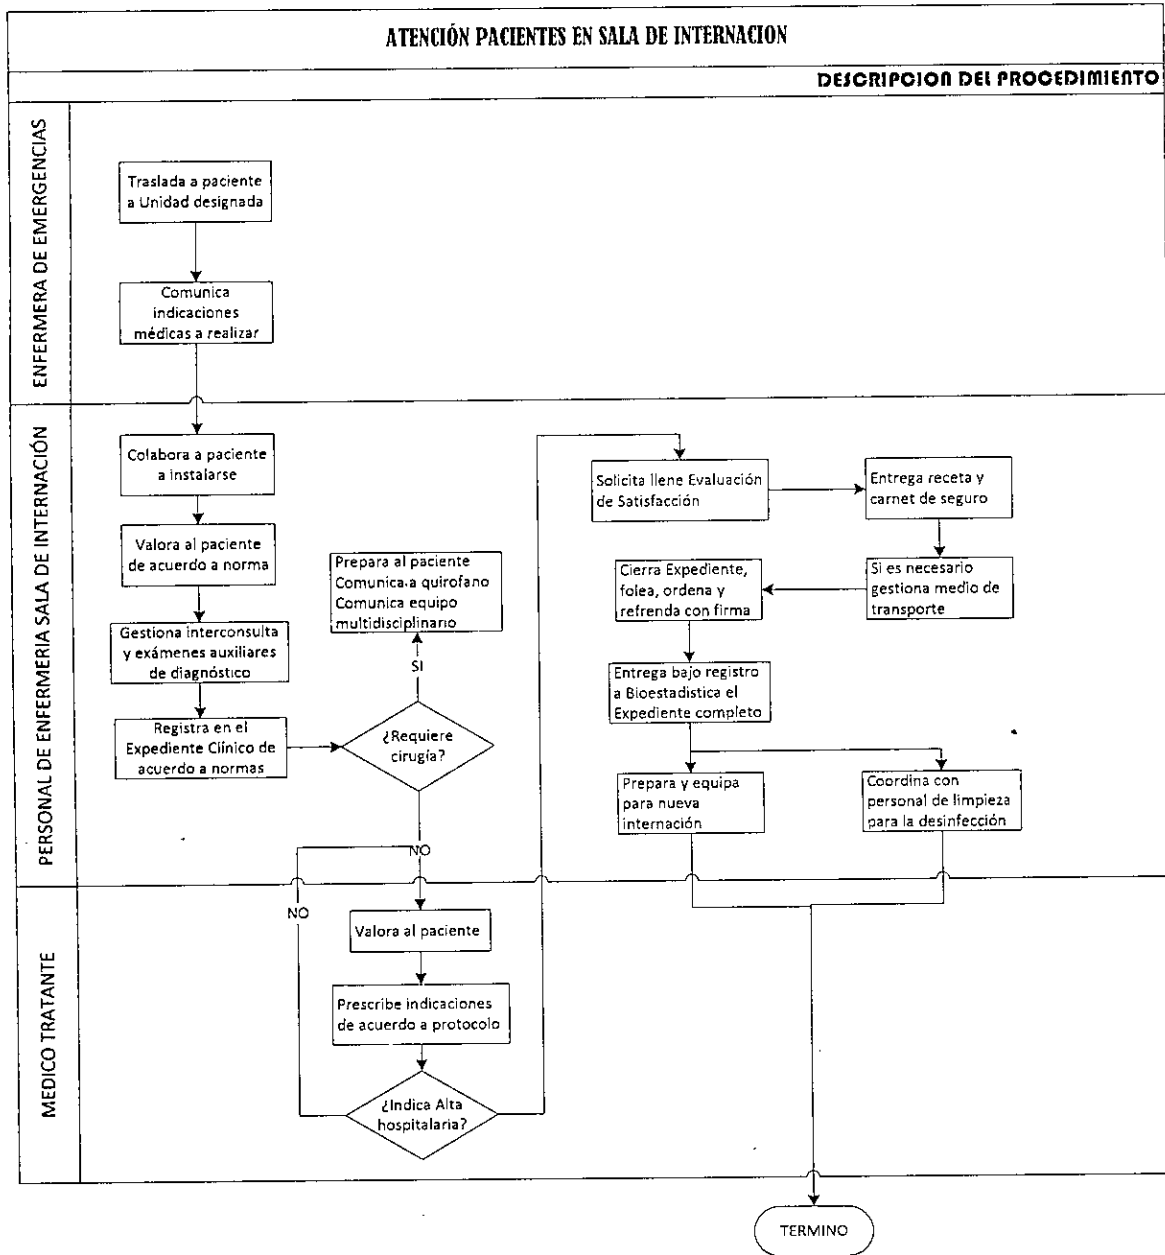 ATENCIÓN PACIENTES EN SALA DE INTERNACION
DESCRIPCION DEL PROCEDIMIENTO
ENFERMERA DE EMERGENCIAS
Traslada a paciente
a Unidad designada
Comunica
indicaciones
médicas a realizar
PERSONAL DE ENFERMERIA SALA DE INTERNACIÓN
Colabora a paciente
a instalarse
Valora al paciente
de acuerdo a norma
Gestiona interconsulta
y exámenes auxiliares
de diagnóstico
Registra en el
Expediente Clínico de
acuerdo a normas
Prepara al paciente
Comunica a quirofano
Comunica equipo
multidisciplinario
SI
¿Requiere
cirugía?
NO
Solicita llene Evaluación
de Satisfacción
Entrega receta y
carnet de seguro
Si es necesario
gestiona medio de
transporte
Cierra Expediente,
folea, ordena y
refrenda con firma
Entrega bajo registro
a Bioestadistica el
Expediente completo
Prepara y equipa
para nueva
internación
Coordina con
personal de limpieza
para la desinfección
MEDICO TRATANTE
NO
Valora al paciente
Prescribe indicaciones
de acuerdo a protocolo
¿Indica Alta
hospitalaria?
TERMINO